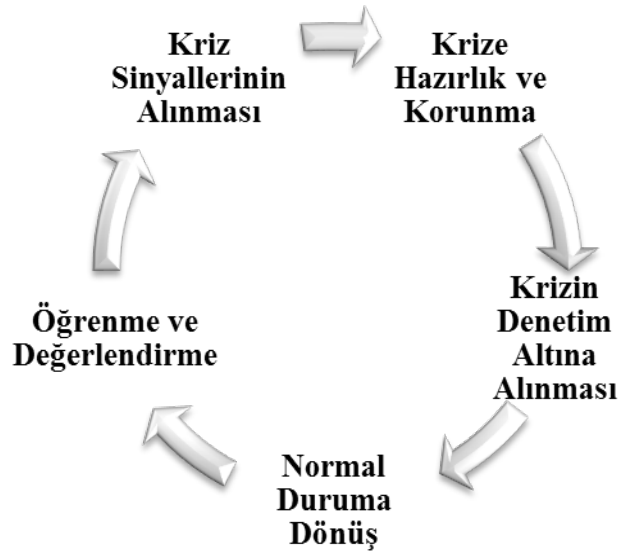 Kriz
Sinyallerinin
Alınması
Krize
Hazırlık ve
Korunma
Krizin
Denetim
Altına
Alınması
Normal
Duruma
Dönüş
Öğrenme ve
Değerlendirme